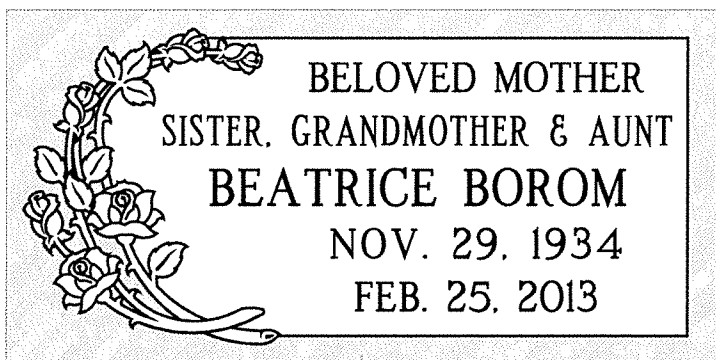 BELOVED MOTHER
SISTER, GRANDMOTHER & AUNT
BEATRICE BOROM
NOV. 29, 1934
FEB. 25, 2013